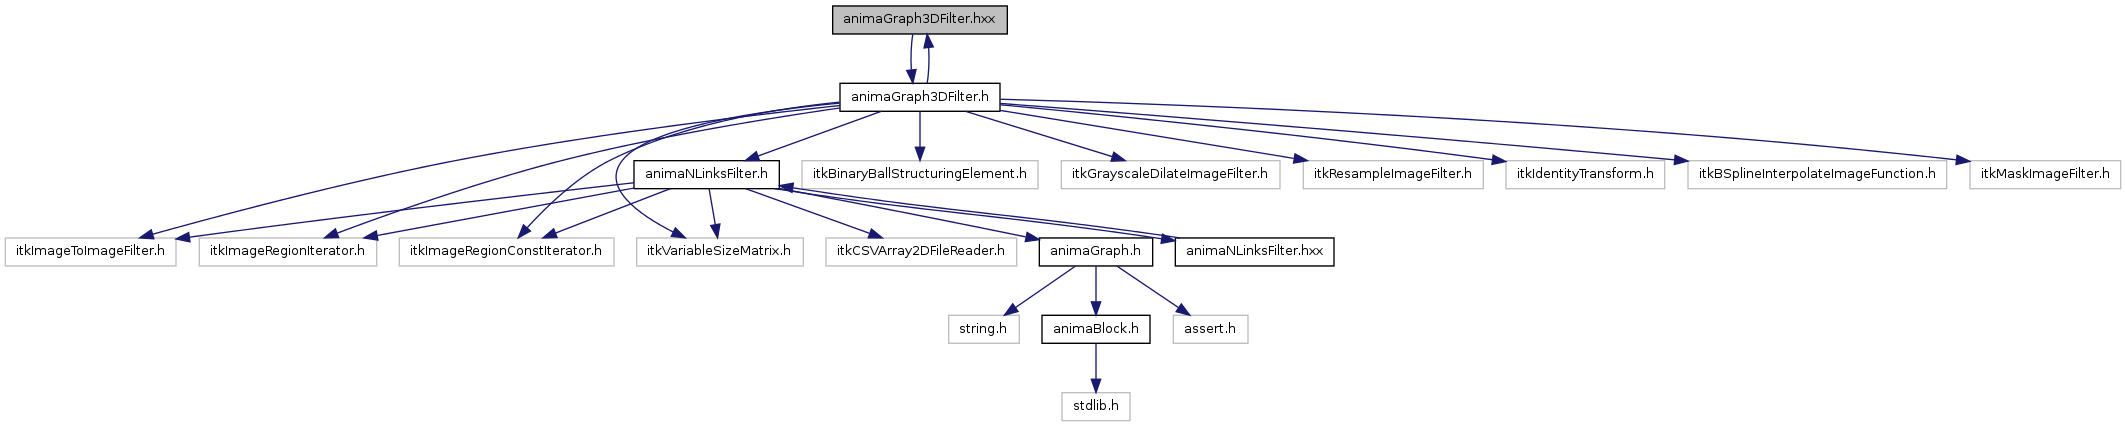 animaGraph3DFilter.hxx
animaGraph3DFilter.h
animaNLinksFilter.h
itkBinaryBallStructuringElement.h
itkGrayscaleDilateImageFilter.h
itkResampleImageFilter.h
itkIdentityTransform.h
itkBSplineInterpolateImageFunction.h
itkMaskImageFilter.h
itkImageToImageFilter.h
itkImageRegionIterator.h
itkImageRegionConstIterator.h
itkVariableSizeMatrix.h
itkCSVArray2DFileReader.h
animaGraph.h
animaNLinksFilter.hxx
string.h
animaBlock.h
assert.h
stdlib.h